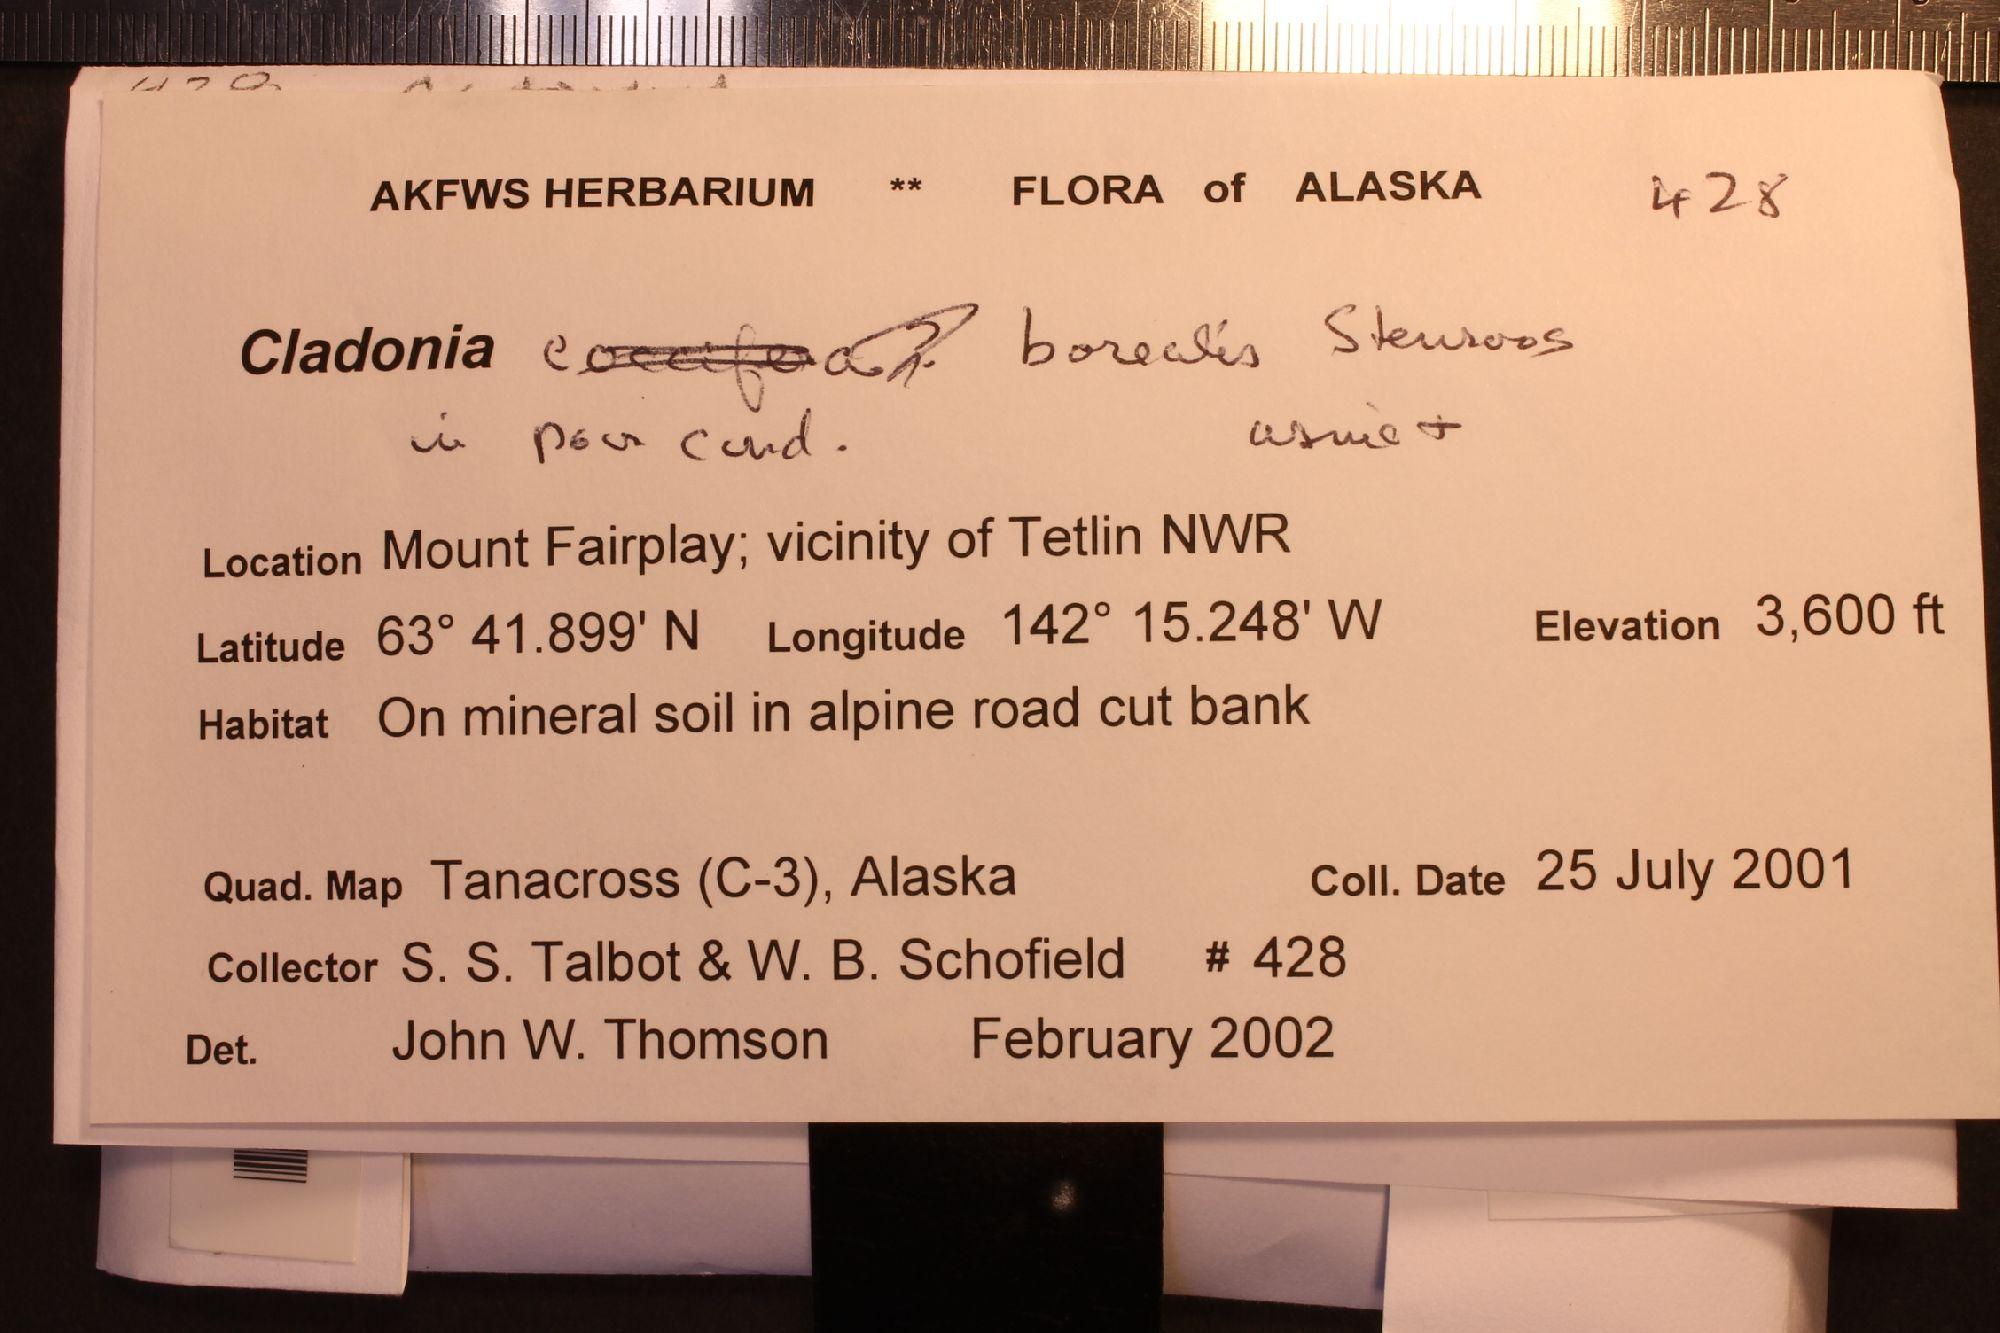 AKFWS HERBARIUM ** FLORA of ALASKA 428
Cladonia coccifera ? borealis Stenroos
in poor cond. usnic +
Location Mount Fairplay; vicinity of Tetlin NWR
Latitude 63° 41.899' N Longitude 142° 15.248' W Elevation 3,600 ft
Habitat On mineral soil in alpine road cut bank
Quad. Map Tanacross (C-3), Alaska Coll. Date 25 July 2001
Collector S. S. Talbot & W. B. Schofield # 428
Det. John W. Thomson February 2002